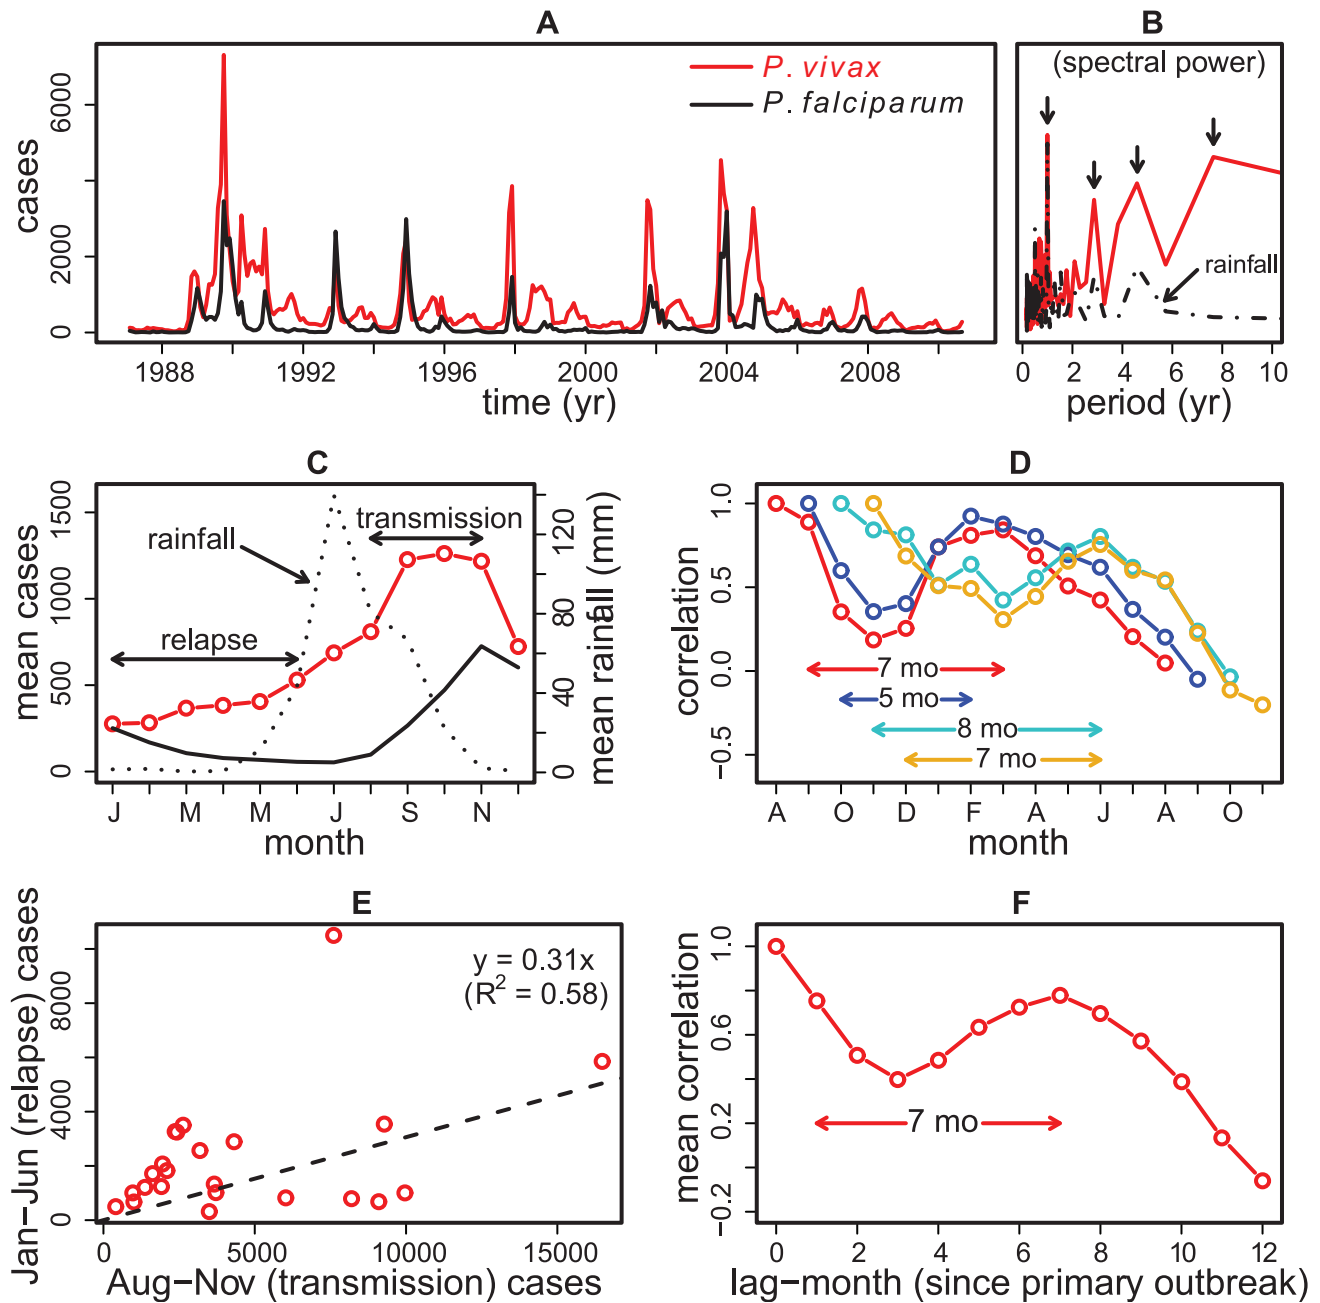 A
P. vivax
P. falciparum
cases
0
2000
6000
1988
1992
1996
2000
2004
2008
time (yr)
B
(spectral power)
rainfall
0 2 4 6 8 10
period (yr)
C
mean cases
0
500
1000
1500
rainfall
transmission
relapse
mean rainfall (mm)
0
40
80
120
J M M J S N
month
D
correlation
−0.5
0.0
0.5
1.0
7 mo
5 mo
8 mo
7 mo
A O D F A J A O
month
E
Jan−Jun (relapse) cases
0
4000
8000
y = 0.31x
(R² = 0.58)
0 5000 10000 15000
Aug−Nov (transmission) cases
F
mean correlation
−0.2
0.2
0.6
1.0
7 mo
0 2 4 6 8 10 12
lag−month (since primary outbreak)